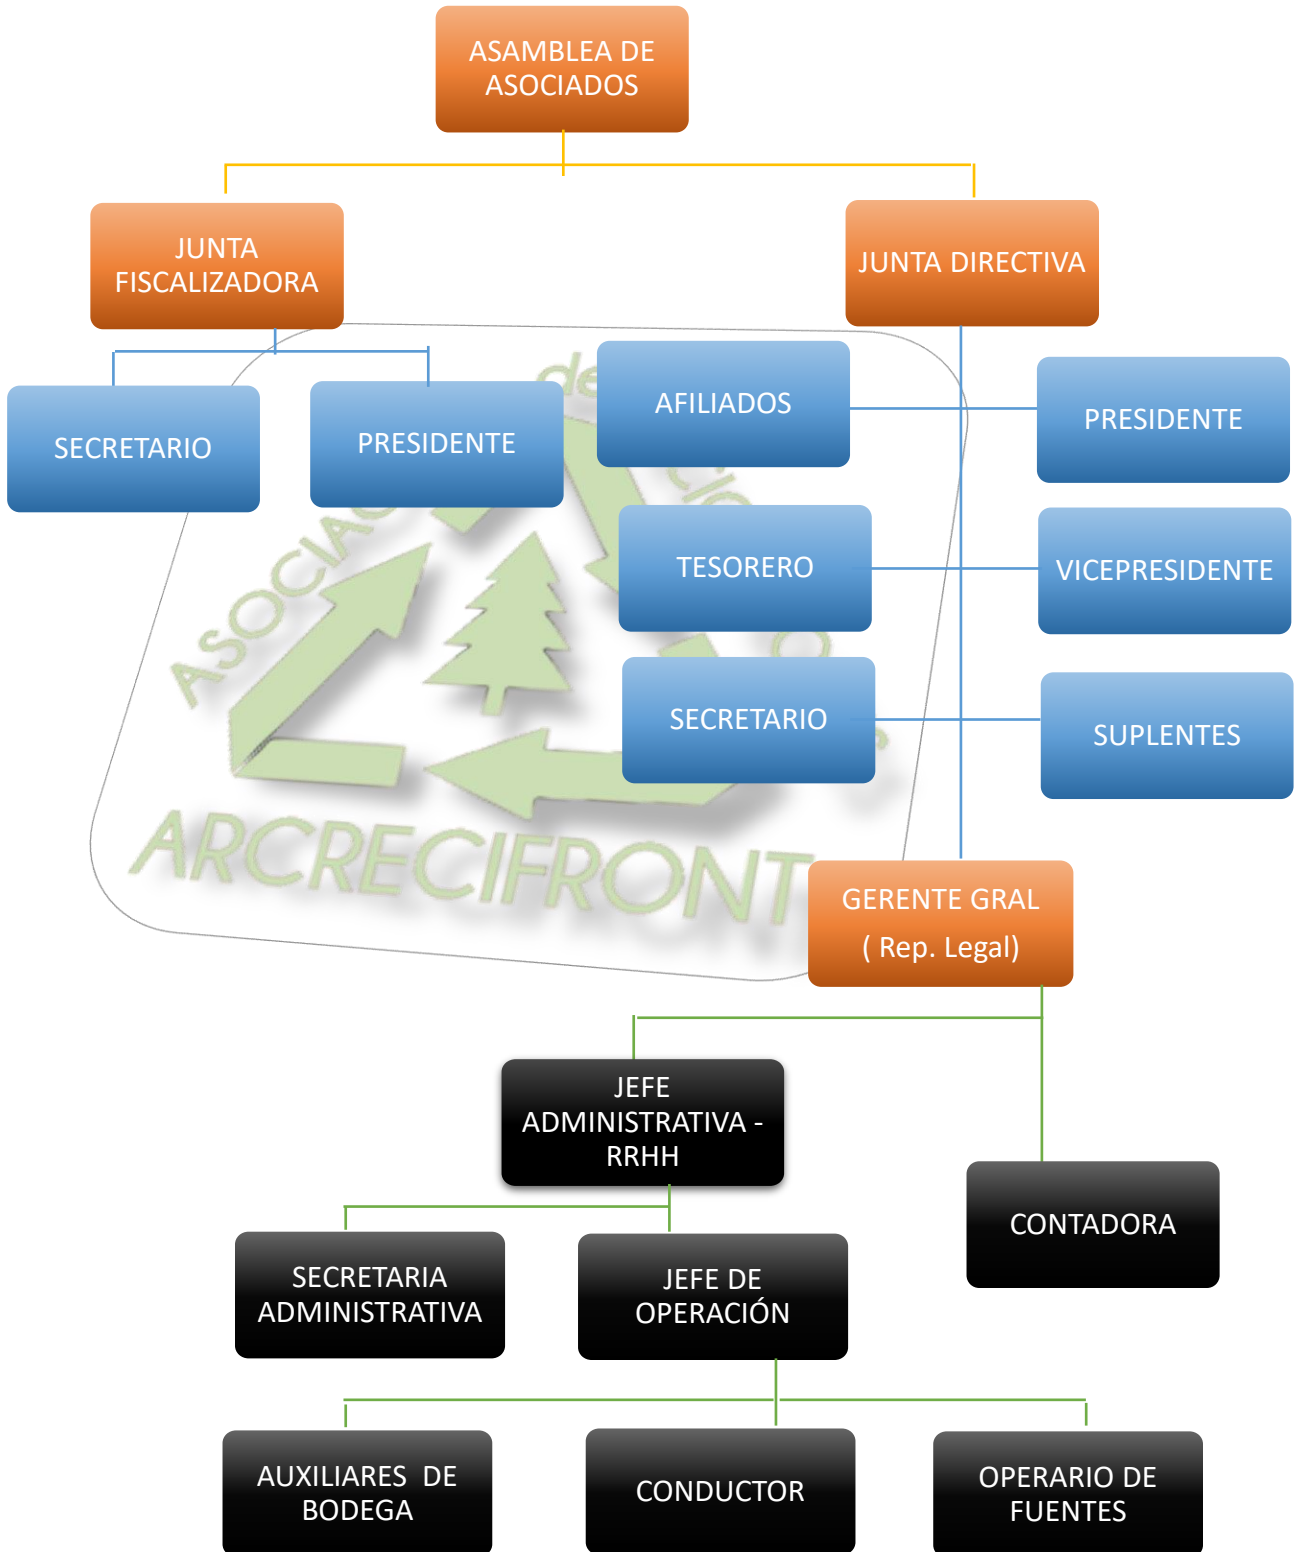 ASAMBLEA DE
ASOCIADOS
JUNTA
FISCALIZADORA
JUNTA DIRECTIVA
SECRETARIO
PRESIDENTE
AFILIADOS
PRESIDENTE
TESORERO
VICEPRESIDENTE
SECRETARIO
SUPLENTES
de
ARCRECIFRONT
GERENTE GRAL
( Rep. Legal)
JEFE
ADMINISTRATIVA -
RRHH
CONTADORA
SECRETARIA
ADMINISTRATIVA
JEFE DE
OPERACIÓN
AUXILIARES DE
BODEGA
CONDUCTOR
OPERARIO DE
FUENTES